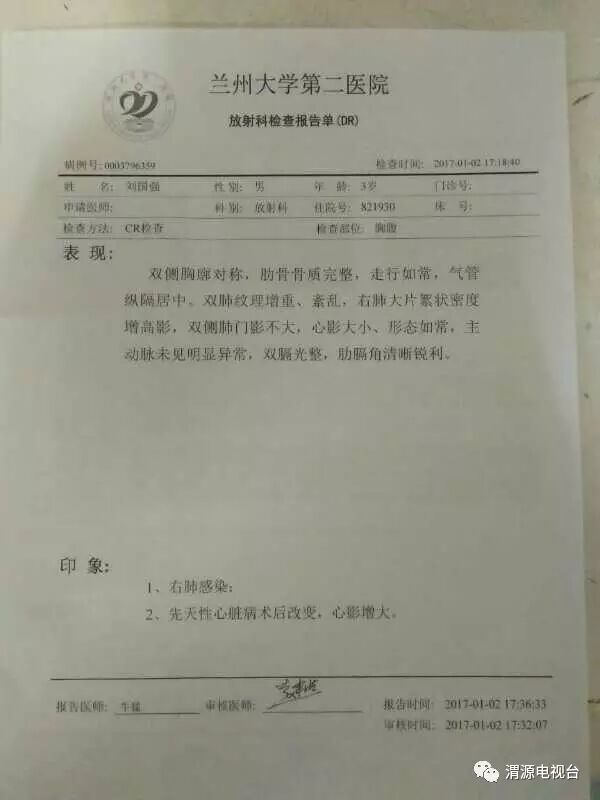 兰州大学第二医院
放射科检查报告单(DR)
病例号: 0003796359 检查时间: 2017-01-02 17:18:40
姓 名: 刘国强 性 别: 男 年 龄: 3岁 门诊号:
申请医师: 科 别: 放射科 住院号: 821930 床 号:
检查方法: CR检查 检查部位: 胸腹
表 现:
双侧胸廓对称，肋骨骨质完整，走行如常，气管
纵隔居中。双肺纹理增重、紊乱，右肺大片絮状密度
增高影，双侧肺门影不大，心影大小、形态如常，主
动脉未见明显异常，双膈光整，肋膈角清晰锐利。
印 象:
1、右肺感染;
2、先天性心脏病术后改变，心影增大。
报告医师: 审核医师: 报告时间: 2017-01-02 17:36:33
审核时间: 2017-01-02 17:32:07
渭源电视台